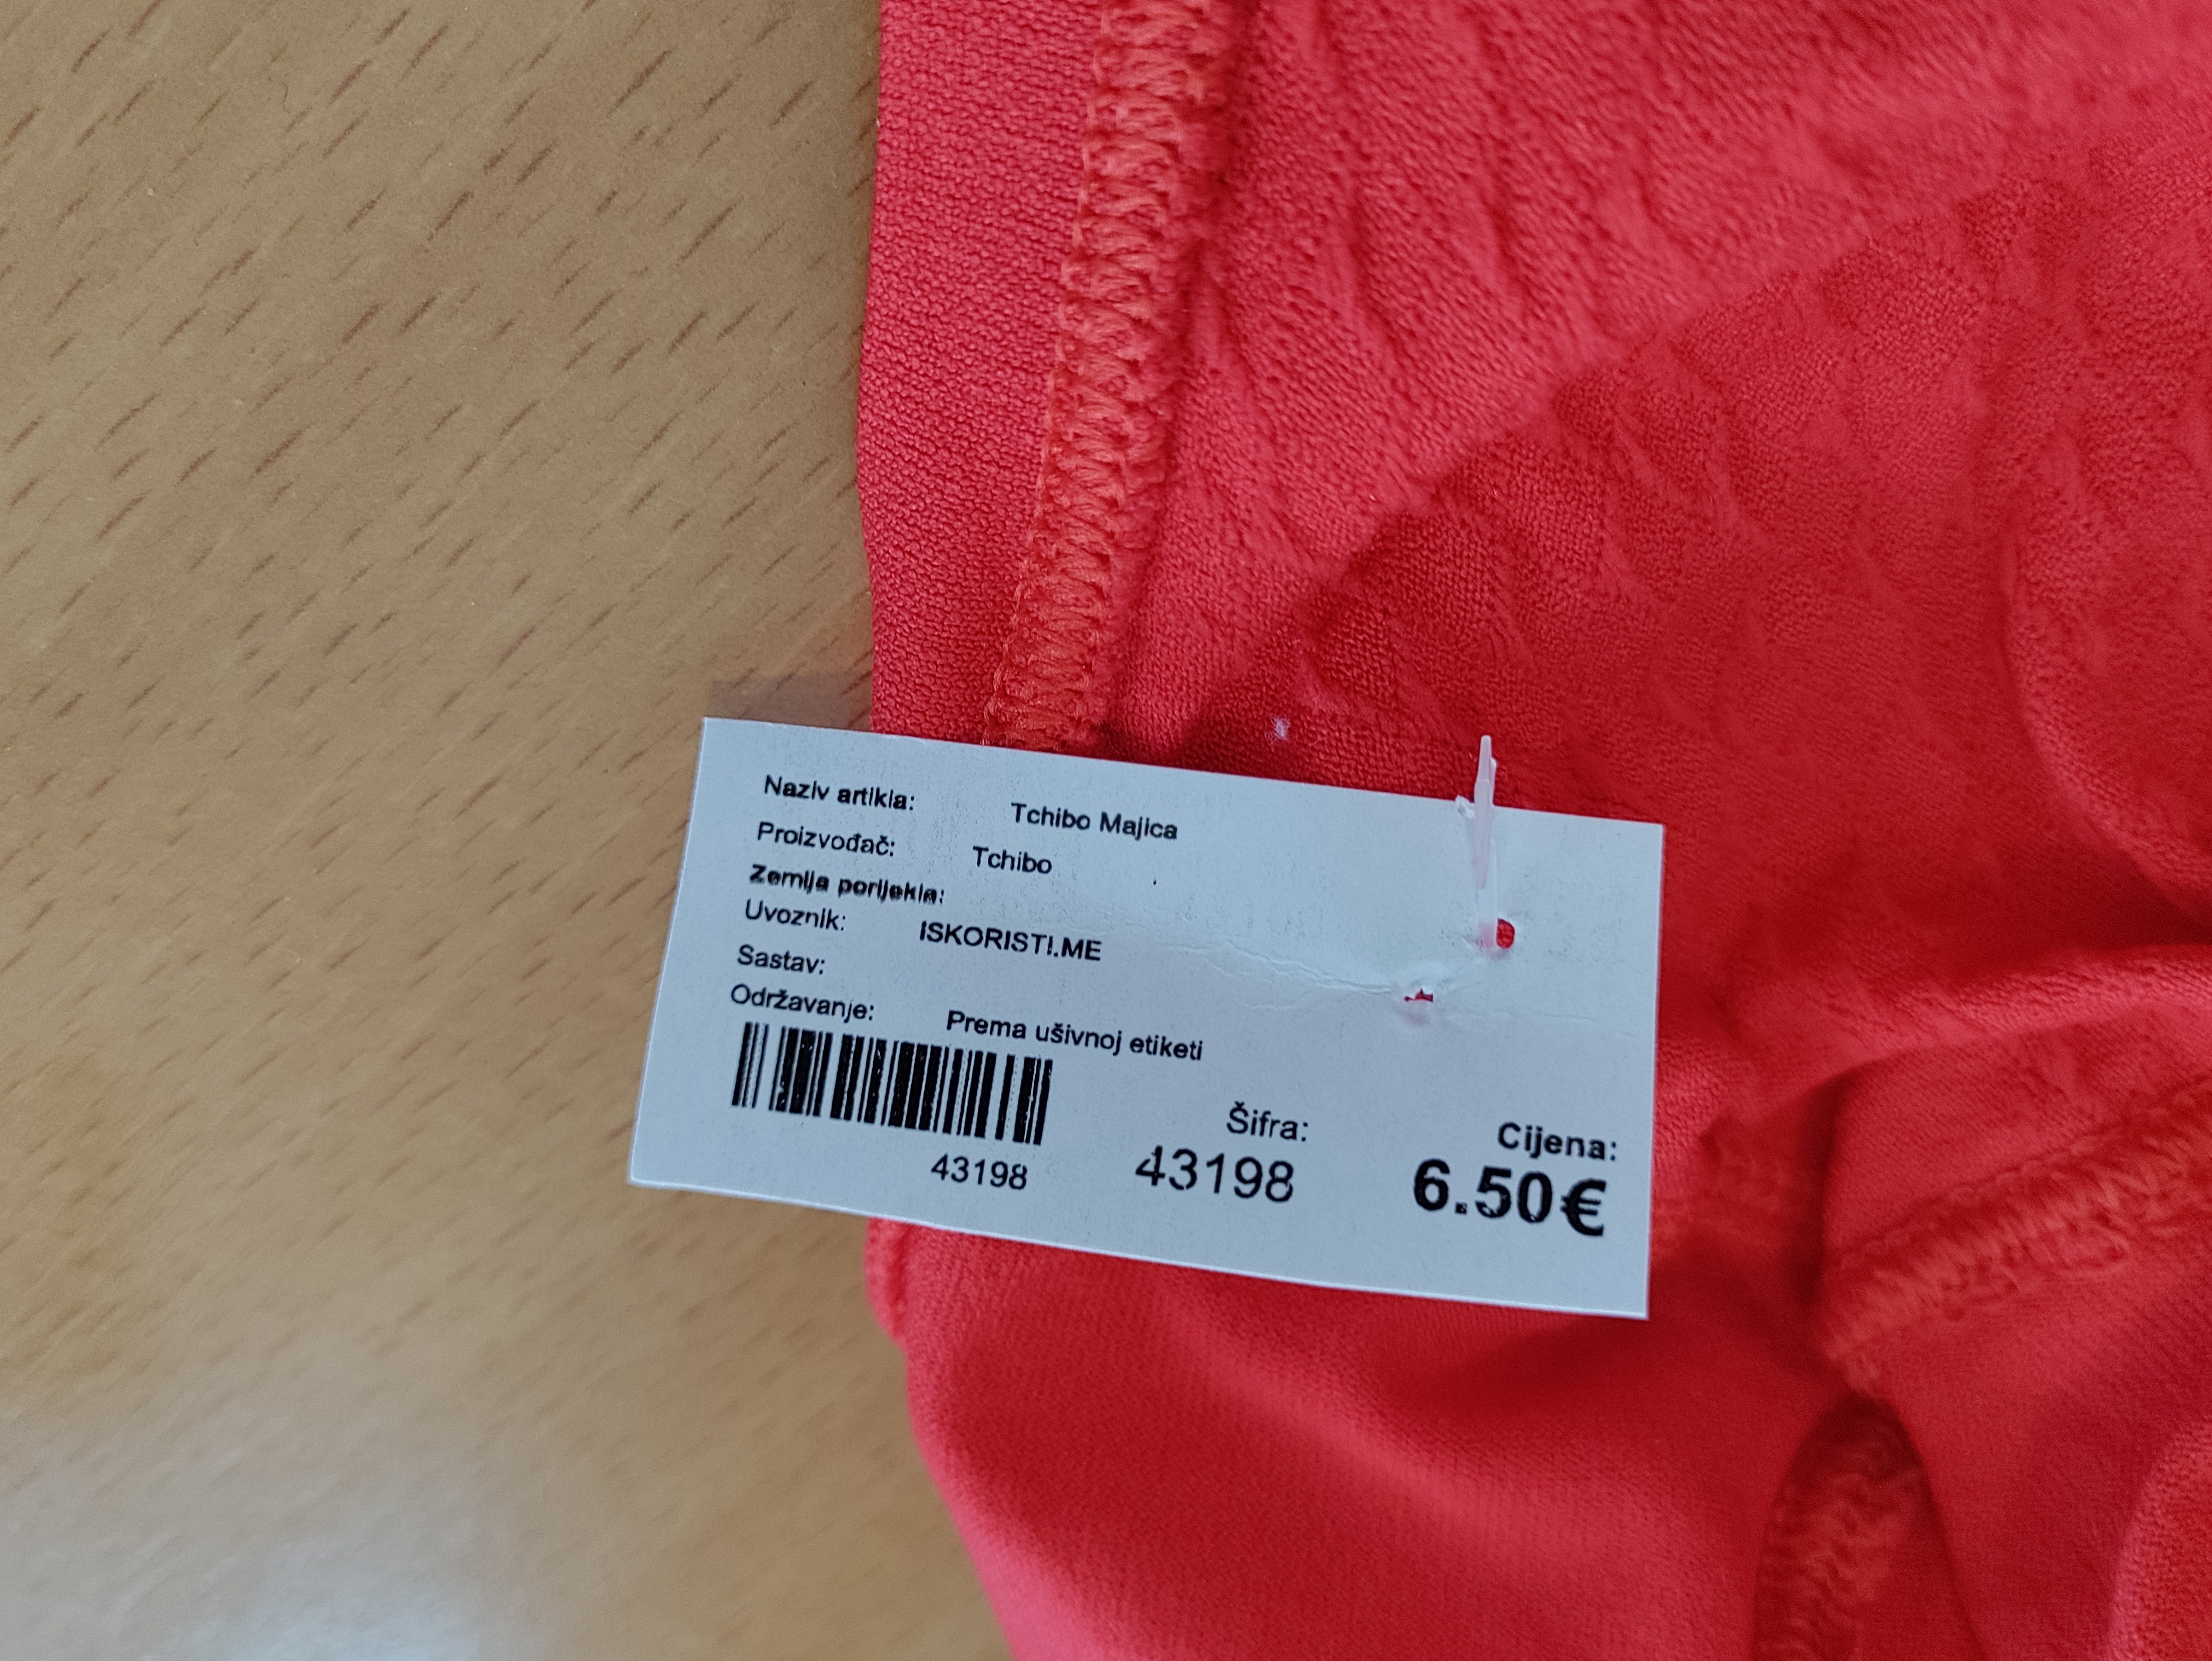 Naziv artikla: Tchibo Majica
Proizvođač: Tchibo
Zemlja porijekla:
Uvoznik: ISKORISTI.ME
Sastav:
Održavanje: Prema ušivnoj etiketi
43198
Šifra:
43198
Cijena:
6.50€